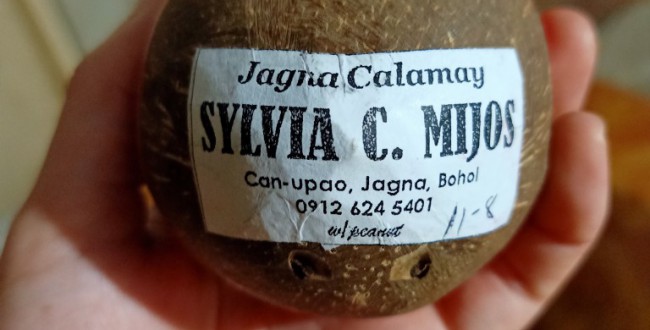 Jagna Calamay
SYLVIA C. MIJOS
Can-upao, Jagna, Bohol
0912 624 5401
w/ peanut 11-8